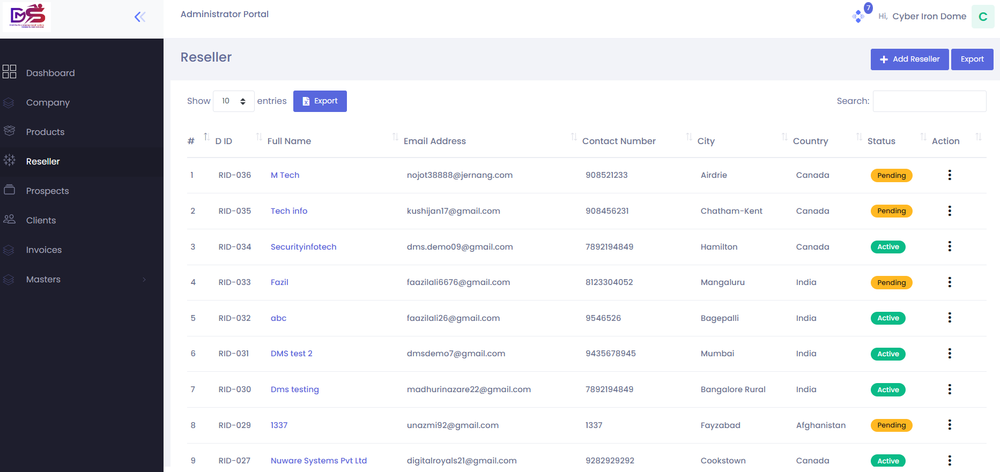 DMS
Distribution management system
Administrator Portal
7
Hi, Cyber Iron Dome
C
Dashboard
Company
Products
Reseller
Prospects
Clients
Invoices
Masters
Reseller
Add Reseller
Export
Show 10 entries
Export
Search:
# D ID Full Name Email Address Contact Number City Country Status Action
1 RID-036 M Tech nojot38888@jernang.com 908521233 Airdrie Canada Pending
2 RID-035 Tech info kushijan17@gmail.com 908456231 Chatham-Kent Canada Pending
3 RID-034 Securityinfotech dms.demo09@gmail.com 7892194849 Hamilton Canada Active
4 RID-033 Fazil faazilali6676@gmail.com 8123304052 Mangaluru India Pending
5 RID-032 abc faazilali26@gmail.com 9546526 Bagepalli India Active
6 RID-031 DMS test 2 dmsdemo7@gmail.com 9435678945 Mumbai India Active
7 RID-030 Dms testing madhurinazare22@gmail.com 7892194849 Bangalore Rural India Active
8 RID-029 1337 unazmi92@gmail.com 1337 Fayzabad Afghanistan Pending
9 RID-027 Nuware Systems Pvt Ltd digitalroyals21@gmail.com 9282929292 Cookstown Canada Active